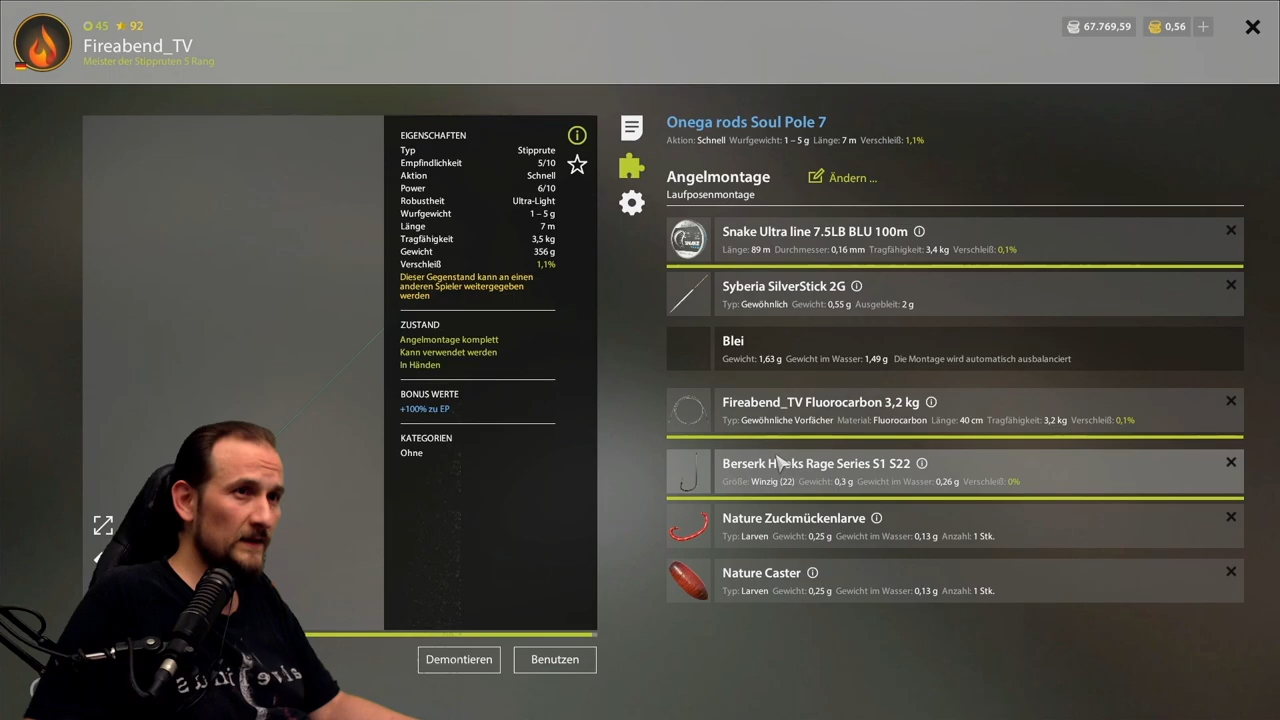 45 92
Fireabend_TV
Meister der Stippruten 5 Rang
67.769,59
0,56
EIGENSCHAFTEN
Typ Stipprute
Empfindlichkeit 5/10
Aktion Schnell
Power 6/10
Robustheit Ultra-Light
Wurfgewicht 1 – 5 g
Länge 7 m
Tragfähigkeit 3,5 kg
Gewicht 356 g
Verschleiß 1,1%
Dieser Gegenstand kann an einen
anderen Spieler weitergegeben
werden
ZUSTAND
Angelmontage komplett
Kann verwendet werden
In Händen
BONUS WERTE
+100% zu EP
KATEGORIEN
Ohne
Demontieren
Benutzen
Onega rods Soul Pole 7
Aktion: Schnell Wurfgewicht: 1 – 5 g Länge: 7 m Verschleiß: 1,1%
Angelmontage
Ändern ...
Laufposenmontage
Snake Ultra line 7.5LB BLU 100m
Länge: 89 m Durchmesser: 0,16 mm Tragfähigkeit: 3,4 kg Verschleiß: 0,1%
Syberia SilverStick 2G
Typ: Gewöhnlich Gewicht: 0,55 g Ausgebleit: 2 g
Blei
Gewicht: 1,63 g Gewicht im Wasser: 1,49 g Die Montage wird automatisch ausbalanciert
Fireabend_TV Fluorocarbon 3,2 kg
Typ: Gewöhnliche Vorfächer Material: Fluorocarbon Länge: 40 cm Tragfähigkeit: 3,2 kg Verschleiß: 0,1%
Berserk Hooks Rage Series S1 S22
Größe: Winzig (22) Gewicht: 0,3 g Gewicht im Wasser: 0,26 g Verschleiß: 0%
Nature Zuckmückenlarve
Typ: Larven Gewicht: 0,25 g Gewicht im Wasser: 0,13 g Anzahl: 1 Stk.
Nature Caster
Typ: Larven Gewicht: 0,25 g Gewicht im Wasser: 0,13 g Anzahl: 1 Stk.